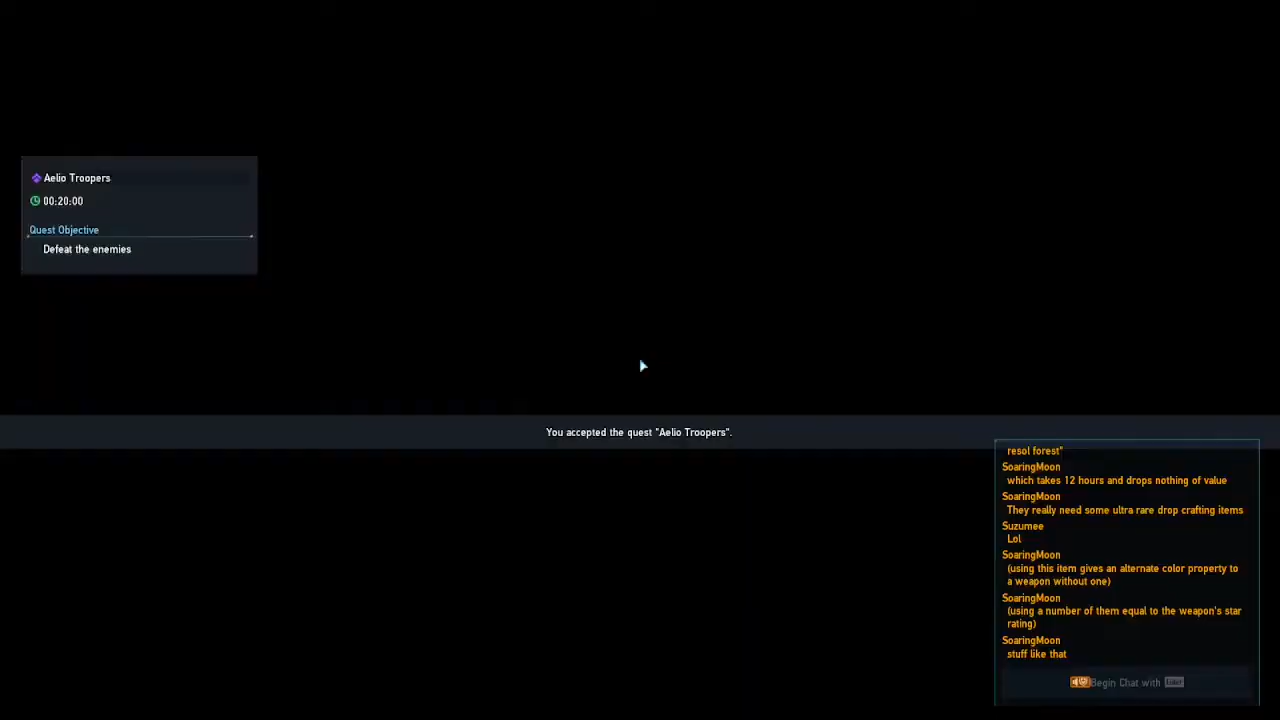 Aelio Troopers
00:20:00
Quest Objective
Defeat the enemies
You accepted the quest "Aelio Troopers".
resol forest"
SoaringMoon
which takes 12 hours and drops nothing of value
SoaringMoon
They really need some ultra rare drop crafting items
Suzumee
Lol
SoaringMoon
(using this item gives an alternate color property to
a weapon without one)
SoaringMoon
(using a number of them equal to the weapon's star
rating)
SoaringMoon
stuff like that
Begin Chat with Enter